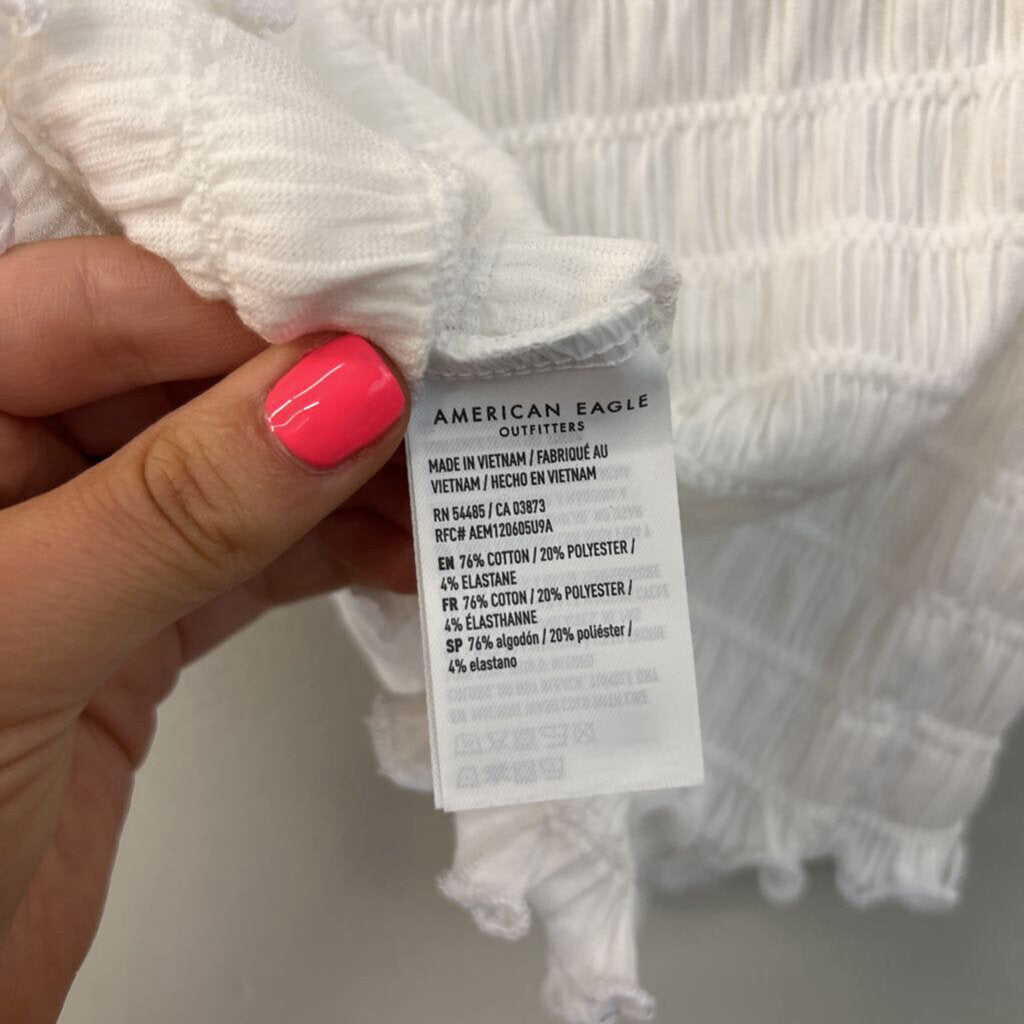 AMERICAN EAGLE
OUTFITTERS
MADE IN VIETNAM / FABRIQUÉ AU
VIETNAM / HECHO EN VIETNAM
RN 54485 / CA 03873
RFC# AEM120605U9A
EN 76% COTTON / 20% POLYESTER /
4% ELASTANE
FR 76% COTON / 20% POLYESTER /
4% ÉLASTHANNE
SP 76% algodón / 20% poliéster /
4% elastano